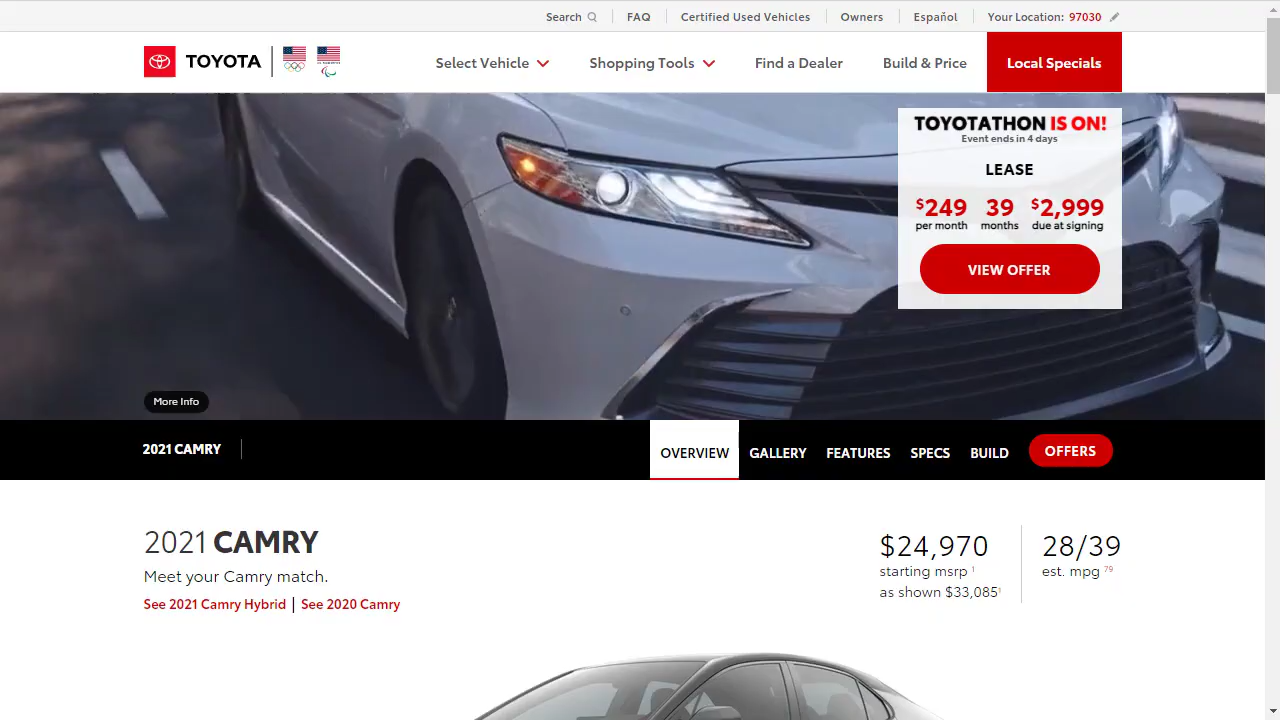 Search FAQ Certified Used Vehicles Owners Español Your Location: 97030
TOYOTA Select Vehicle Shopping Tools Find a Dealer Build & Price Local Specials
TOYOTATHON IS ON!
Event ends in 4 days
LEASE
$249 39 $2,999
per month months due at signing
VIEW OFFER
More Info
2021 CAMRY OVERVIEW GALLERY FEATURES SPECS BUILD OFFERS
2021 CAMRY
Meet your Camry match.
See 2021 Camry Hybrid | See 2020 Camry
$24,970 28/39
starting msrp 1 est. mpg 79
as shown $33,085 1